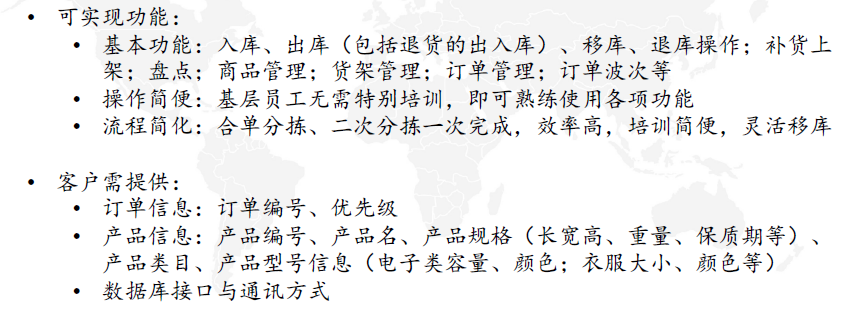 • 可实现功能：
• 基本功能：入库、出库（包括退货的出入库）、移库、退库操作；补货上
架；盘点；商品管理；货架管理；订单管理；订单波次等
• 操作简便：基层员工无需特别培训，即可熟练使用各项功能
• 流程简化：合单分拣、二次分拣一次完成，效率高，培训简便，灵活移库
• 客户需提供：
• 订单信息：订单编号、优先级
• 产品信息：产品编号、产品名、产品规格（长宽高、重量、保质期等）、
产品类目、产品型号信息（电子类容量、颜色；衣服大小、颜色等）
• 数据库接口与通讯方式